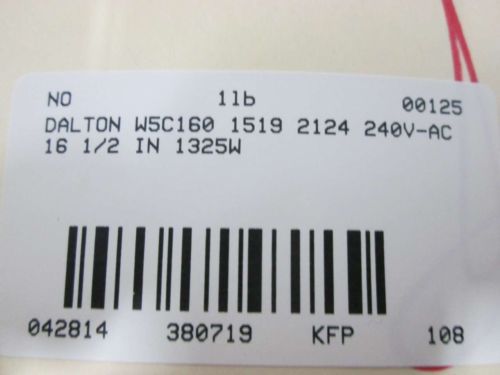 NO 1lb 00125
DALTON W5C160 1519 2124 240V-AC
16 1/2 IN 1325W
042814 380719 KFP 108